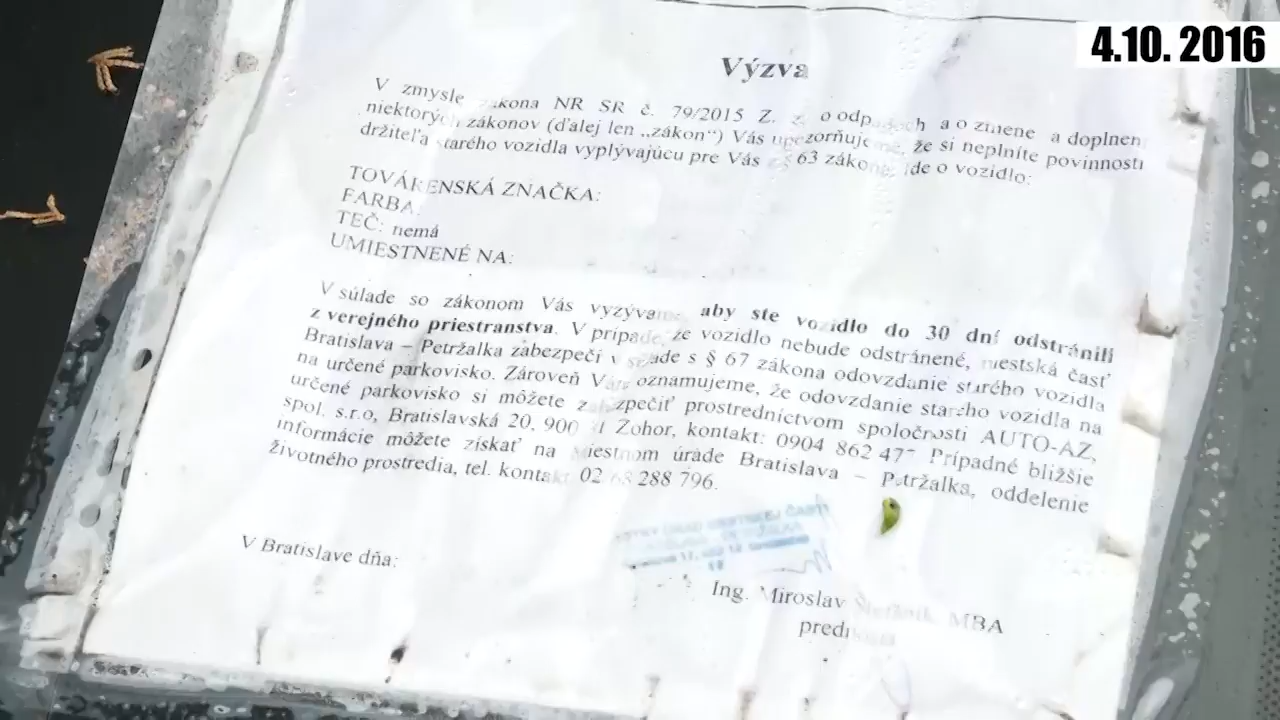 4.10. 2016
Výzva
V zmysle zákona NR SR č. 79/2015 Z. z. o odpadoch a o zmene a doplnení
niektorých zákonov (ďalej len „zákon“) Vás upozorňujeme, že si neplníte povinnosti
držiteľa starého vozidla vyplývajúcu pre Vás z § 63 zákona. Ide o vozidlo:
TOVÁRENSKÁ ZNAČKA:
FARBA:
TEČ: nemá
UMIESTNENÉ NA:
V súlade so zákonom Vás vyzývame, aby ste vozidlo do 30 dní odstránili
z verejného priestranstva. V prípade, že vozidlo nebude odstránené, mestská časť
Bratislava – Petržalka zabezpečí v súlade s § 67 zákona odovzdanie starého vozidla
na určené parkovisko. Zároveň Vám oznamujeme, že odovzdanie starého vozidla na
určené parkovisko si môžete zabezpečiť prostredníctvom spoločnosti AUTO-AZ,
spol. s.r.o, Bratislavská 20, 900 Zohor, kontakt: 0904 862 Prípadné bližšie
informácie môžete získať na Miestnom úrade Bratislava – Petržalka, oddelenie
životného prostredia, tel. kontakt 02 288 796.
V Bratislave dňa:
Ing. Miroslav MBA